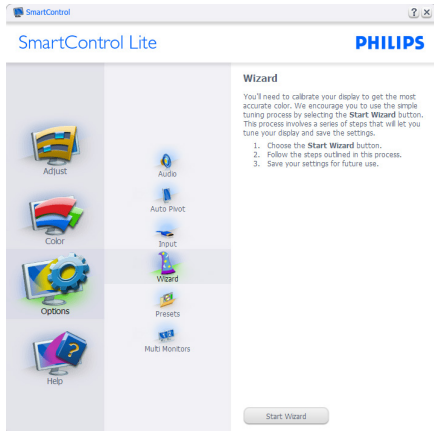 SmartControl
SmartControl Lite
PHILIPS
Adjust
Color
Options
Help
Audio
Auto Pivot
Input
Wizard
Presets
Multi Monitors
Wizard
You'll need to calibrate your display to get the most
accurate color. We encourage you to use the simple
tuning process by selecting the Start Wizard button.
This process involves a series of steps that will let you
tune your display and save the settings.
1. Choose the Start Wizard button.
2. Follow the steps outlined in this process.
3. Save your settings for future use.
Start Wizard